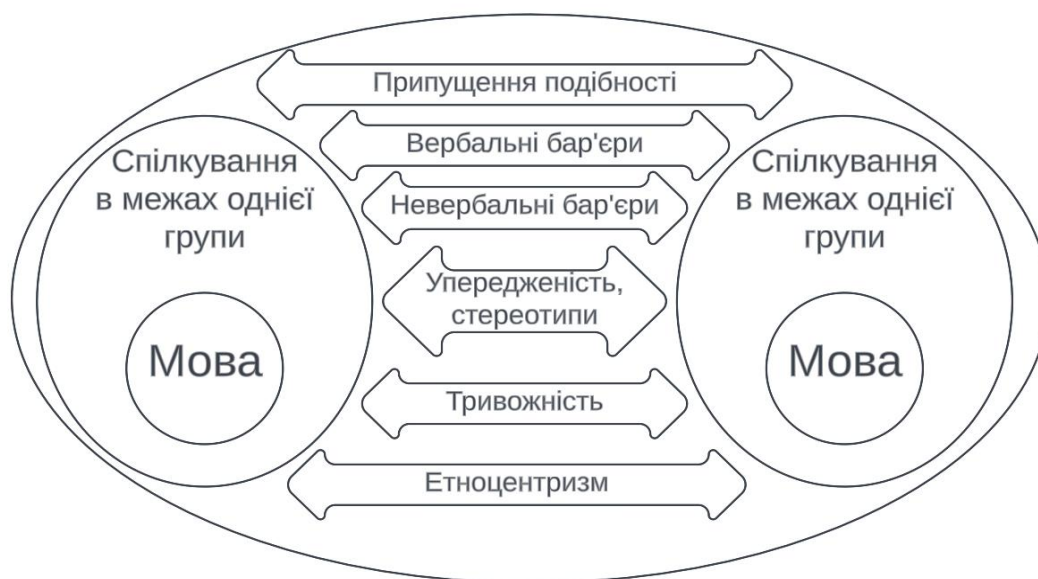 Припущення подібності
Вербальні бар'єри
Спілкування
в межах однієї
групи
Мова
Невербальні бар'єри
Упередженість,
стереотипи
Тривожність
Етноцентризм
Спілкування
в межах однієї
групи
Мова